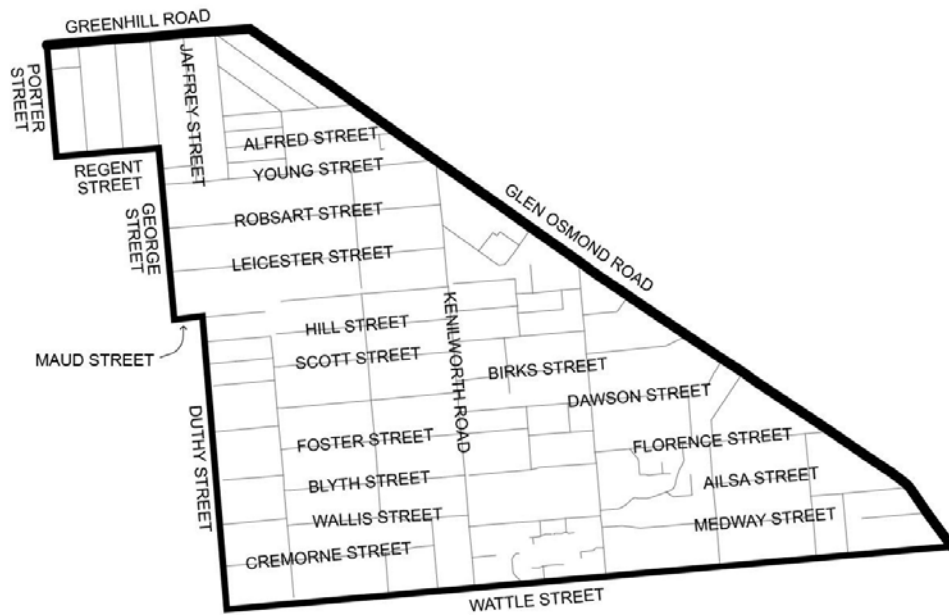 GREENHILL ROAD
PORTER
STREET
JAFFREY STREET
ALFRED STREET
REGENT
STREET
YOUNG STREET
GEORGE
STREET
ROBSART STREET
GLEN OSMOND ROAD
LEICESTER STREET
KENILWORTH ROAD
HILL STREET
MAUD STREET
SCOTT STREET
BIRKS STREET
DAWSON STREET
DUTHY STREET
FOSTER STREET
FLORENCE STREET
BLYTH STREET
AILSA STREET
WALLIS STREET
MEDWAY STREET
CREMORNE STREET
WATTLE STREET